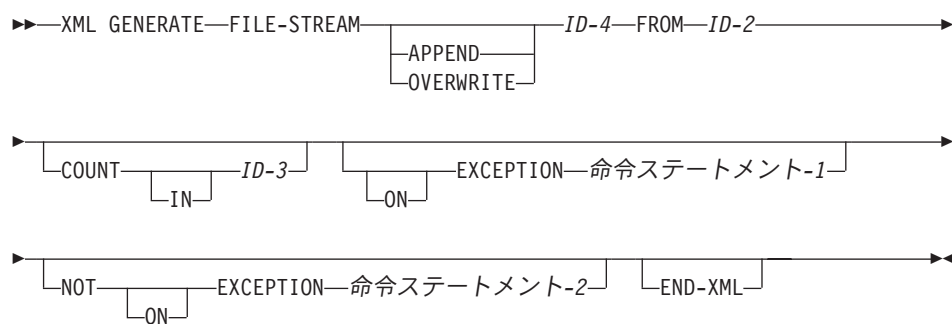 XML GENERATE FILE-STREAM ID-4 FROM ID-2
APPEND
OVERWRITE
COUNT ID-3 EXCEPTION 命令ステートメント-1
IN ON
NOT EXCEPTION 命令ステートメント-2 END-XML
ON